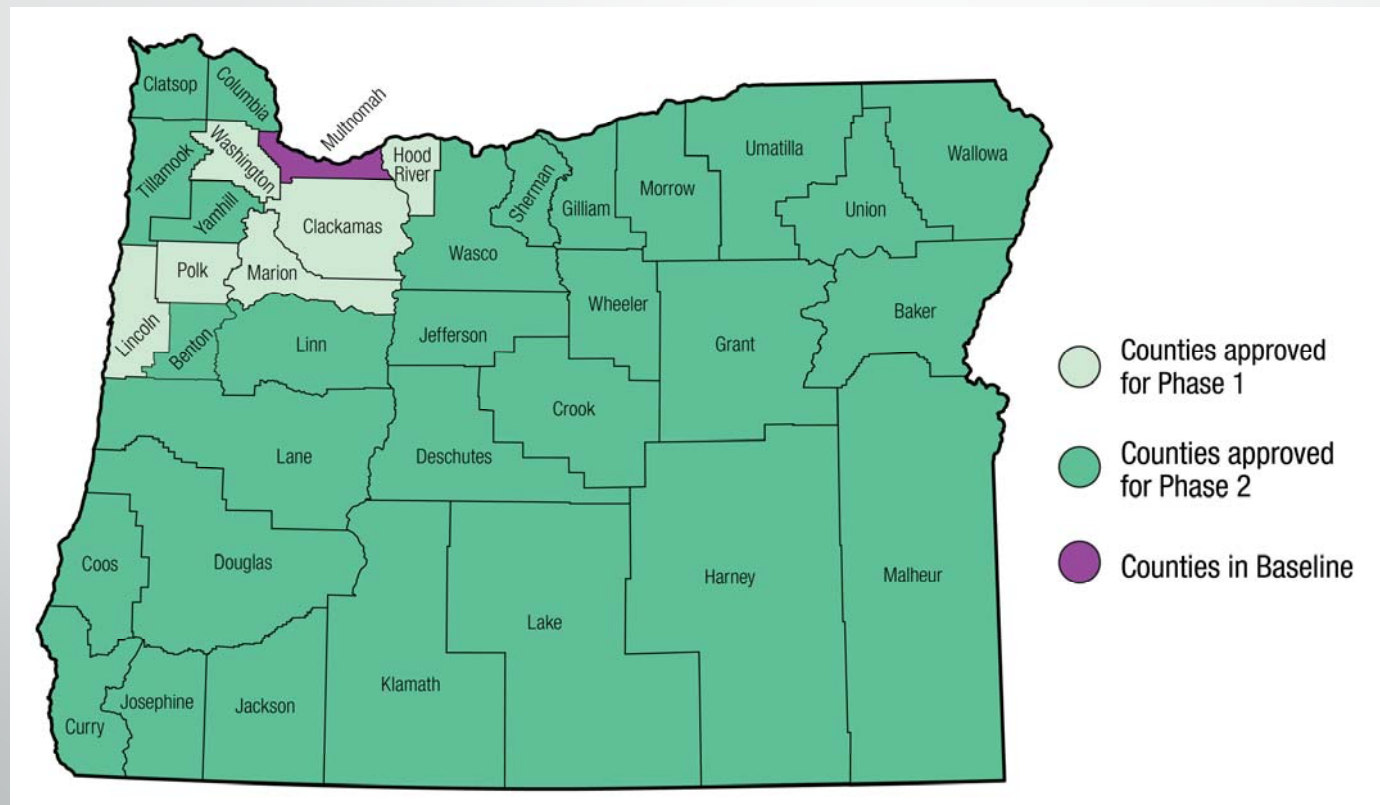 Clatsop
Columbia
Multnomah
Washington
Tillamook
Hood
River
Yamhill
Clackamas
Sherman
Gilliam
Morrow
Umatilla
Union
Wallowa
Wasco
Polk
Marion
Lincoln
Benton
Linn
Jefferson
Wheeler
Grant
Baker
Crook
Lane
Deschutes
Coos
Douglas
Harney
Malheur
Lake
Klamath
Josephine
Jackson
Curry
Counties approved
for Phase 1
Counties approved
for Phase 2
Counties in Baseline